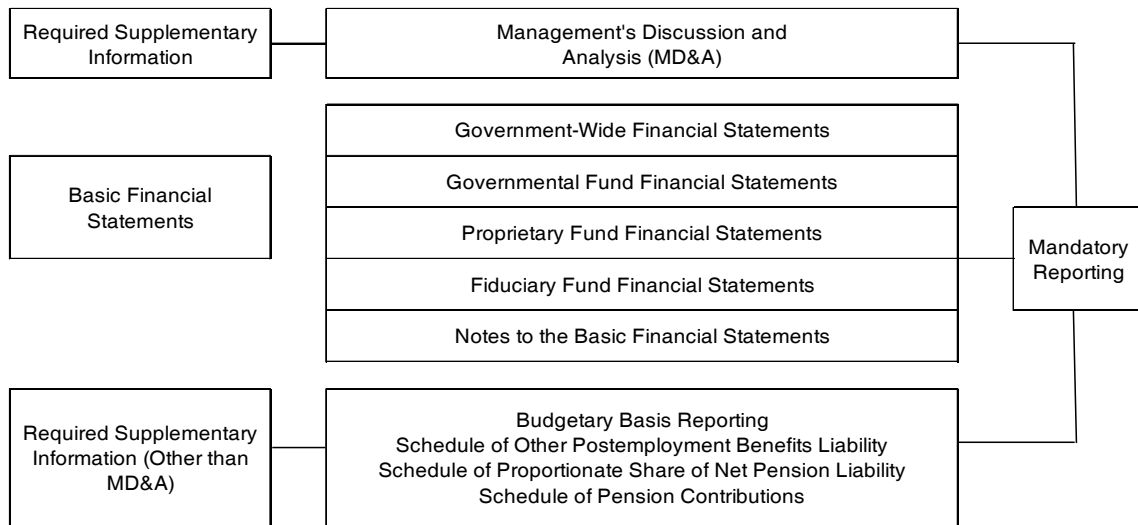 Required Supplementary
Information
Management's Discussion and
Analysis (MD&A)
Basic Financial
Statements
Government-Wide Financial Statements
Governmental Fund Financial Statements
Proprietary Fund Financial Statements
Fiduciary Fund Financial Statements
Notes to the Basic Financial Statements
Mandatory
Reporting
Required Supplementary
Information (Other than
MD&A)
Budgetary Basis Reporting
Schedule of Other Postemployment Benefits Liability
Schedule of Proportionate Share of Net Pension Liability
Schedule of Pension Contributions